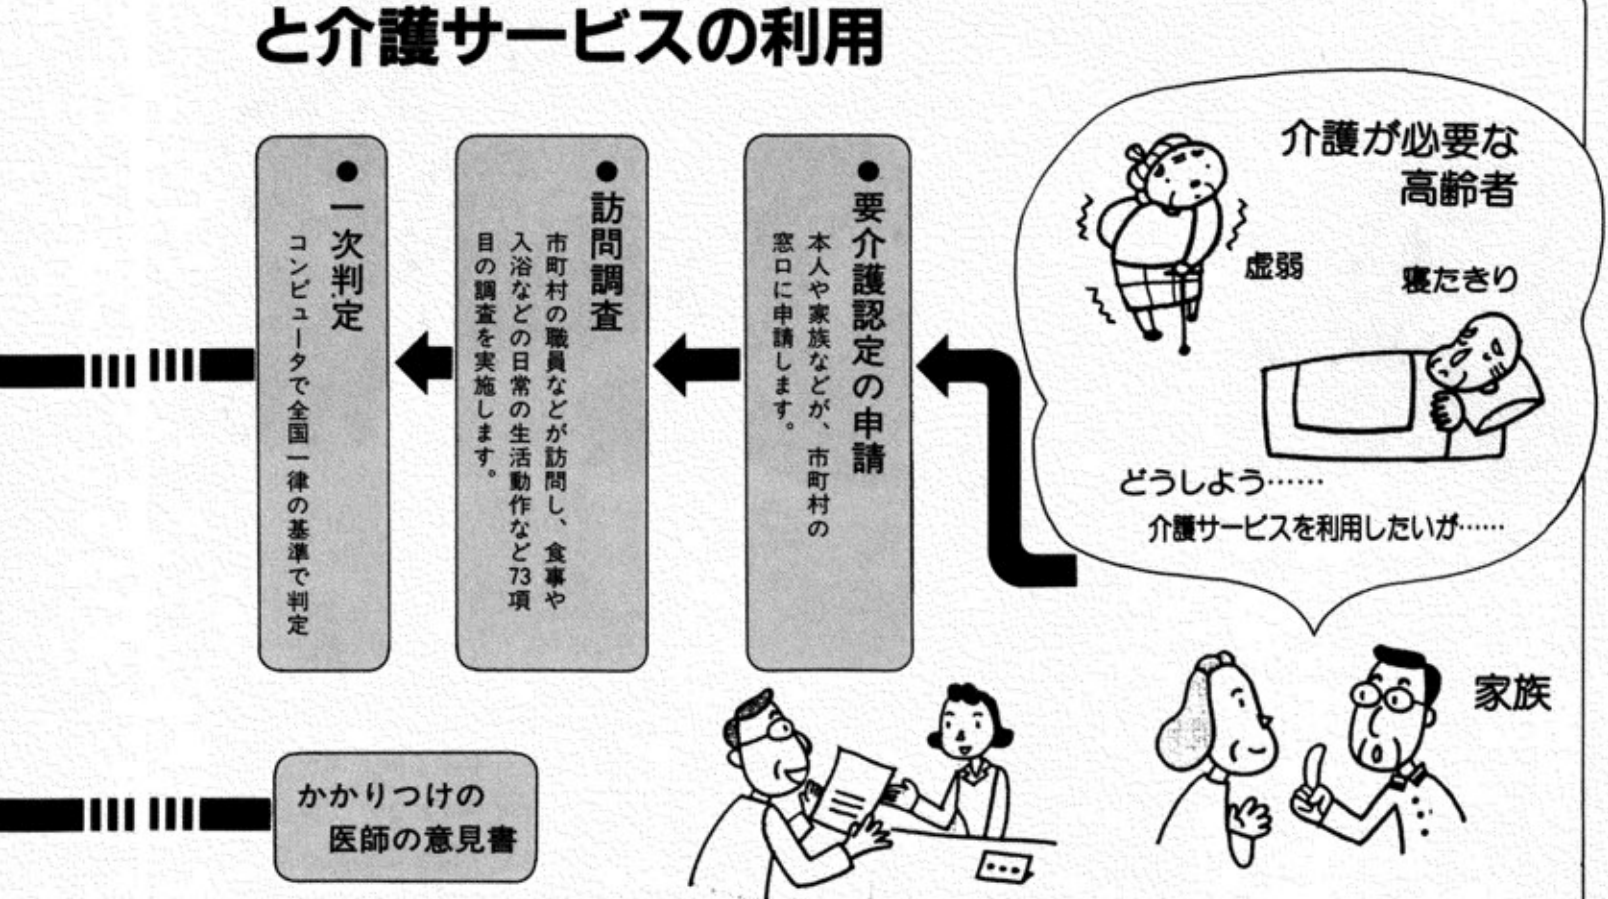 と介護サービスの利用
介護が必要な
高齢者
虚弱
寝たきり
どうしよう……
介護サービスを利用したいが……
家族
●要介護認定の申請
本人や家族などが、市町村の
窓口に申請します。
●訪問調査
市町村の職員などが訪問し、食事や
入浴などの日常の生活動作など73項
目の調査を実施します。
●一次判定
コンピュータで全国一律の基準で判定
かかりつけの
医師の意見書